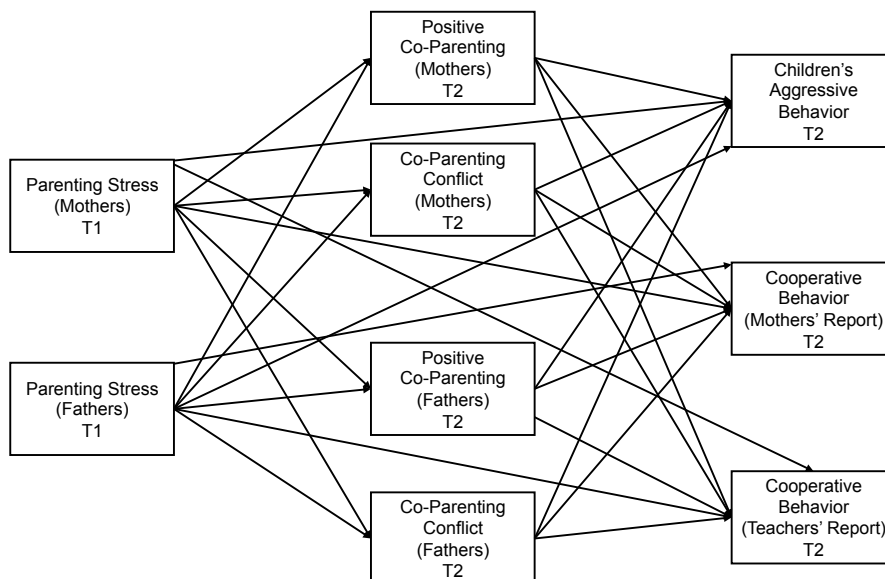 Positive
Co-Parenting
(Mothers)
T2
Children's
Aggressive
Behavior
T2
Co-Parenting
Conflict
(Mothers)
T2
Parenting Stress
(Mothers)
T1
Cooperative
Behavior
(Mothers' Report)
T2
Positive
Co-Parenting
(Fathers)
T2
Parenting Stress
(Fathers)
T1
Co-Parenting
Conflict
(Fathers)
T2
Cooperative
Behavior
(Teachers' Report)
T2